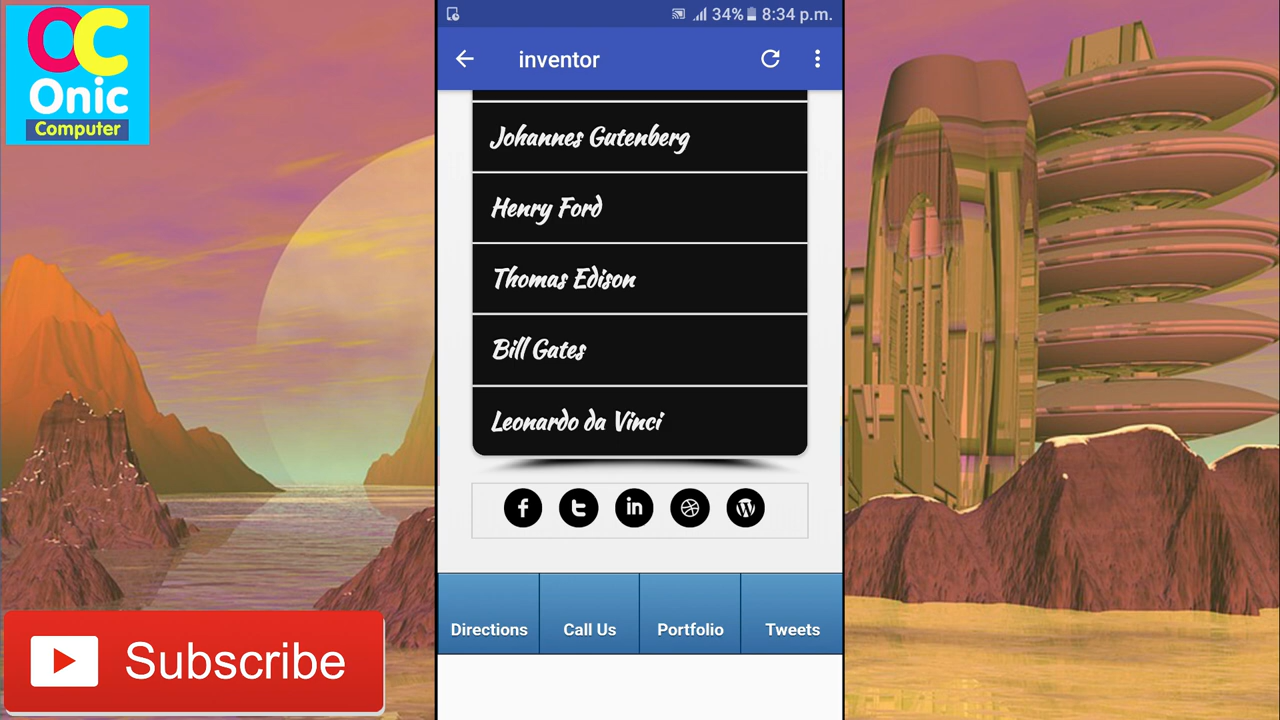 OC
Onic
Computer
34% 8:34 p.m.
inventor
Johannes Gutenberg
Henry Ford
Thomas Edison
Bill Gates
Leonardo da Vinci
Directions
Call Us
Portfolio
Tweets
Subscribe